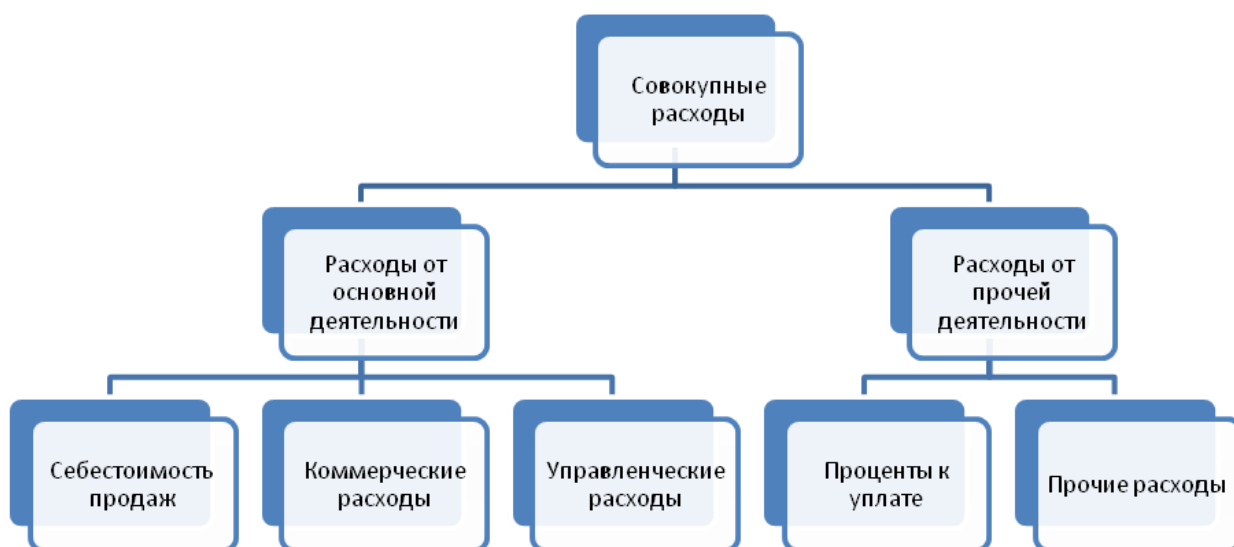 Совокупные
расходы
Расходы от
основной
деятельности
Расходы от
прочей
деятельности
Себестоимость
продаж
Коммерческие
расходы
Управленческие
расходы
Проценты к
уплате
Прочие расходы